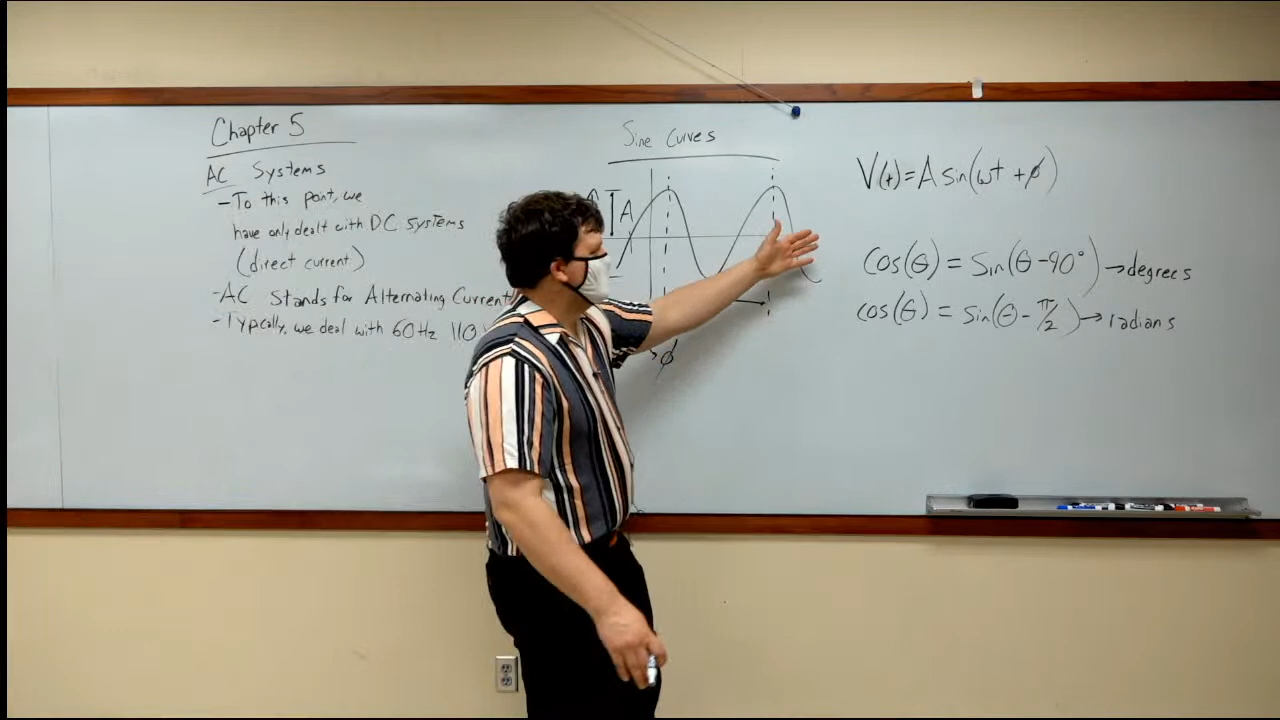 Chapter 5
AC Systems
- To this point, we
have only dealt with DC systems
(direct current)
- AC stands for Alternating Current
- Typically, we deal with 60Hz 110
Sine Curves
A
ϕ
V(t) = A sin(ωt + ϕ)
cos(θ) = Sin(θ - 90°) → degrees
cos(θ) = sin(θ - π/2) → radians